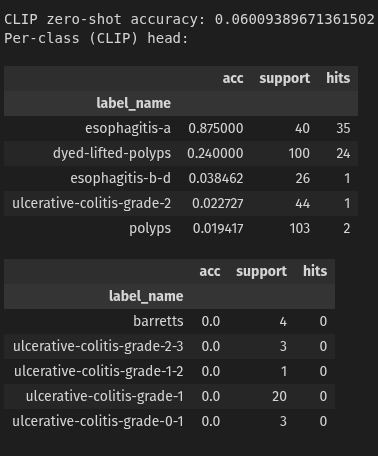 CLIP zero-shot accuracy: 0.06009389671361502
Per-class (CLIP) head:
acc support hits
label_name
esophagitis-a 0.875000 40 35
dyed-lifted-polyps 0.240000 100 24
esophagitis-b-d 0.038462 26 1
ulcerative-colitis-grade-2 0.022727 44 1
polyps 0.019417 103 2
acc support hits
label_name
barretts 0.0 4 0
ulcerative-colitis-grade-2-3 0.0 3 0
ulcerative-colitis-grade-1-2 0.0 1 0
ulcerative-colitis-grade-1 0.0 20 0
ulcerative-colitis-grade-0-1 0.0 3 0